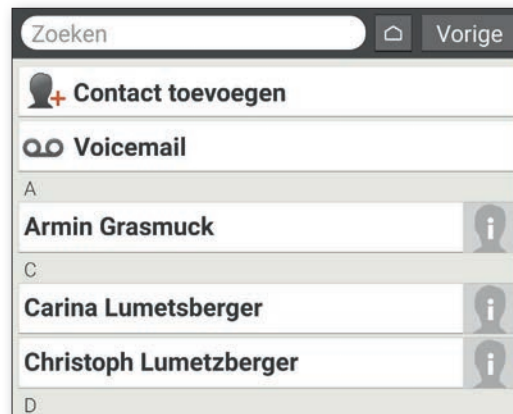 Zoeken
Vorige
Contact toevoegen
Voicemail
A
Armin Grasmuck
C
Carina Lumetsberger
Christoph Lumetzberger
D